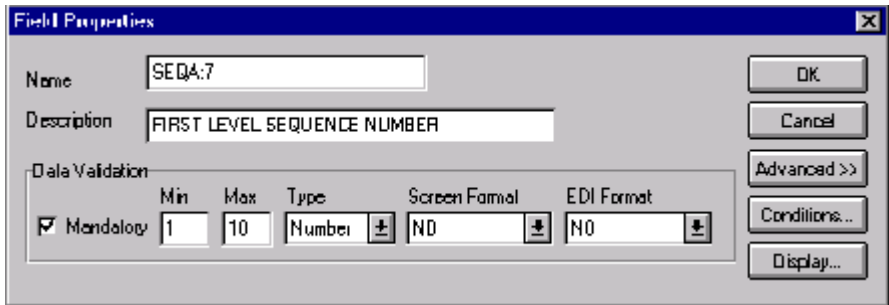 Field Properties
Name SEQA:7 OK
Description FIRST LEVEL SEQUENCE NUMBER Cancel
Data Validation Advanced >>
Min Max Type Screen Format EDI Format
Mandatory 1 10 Number N0 N0 Conditions...
Display...